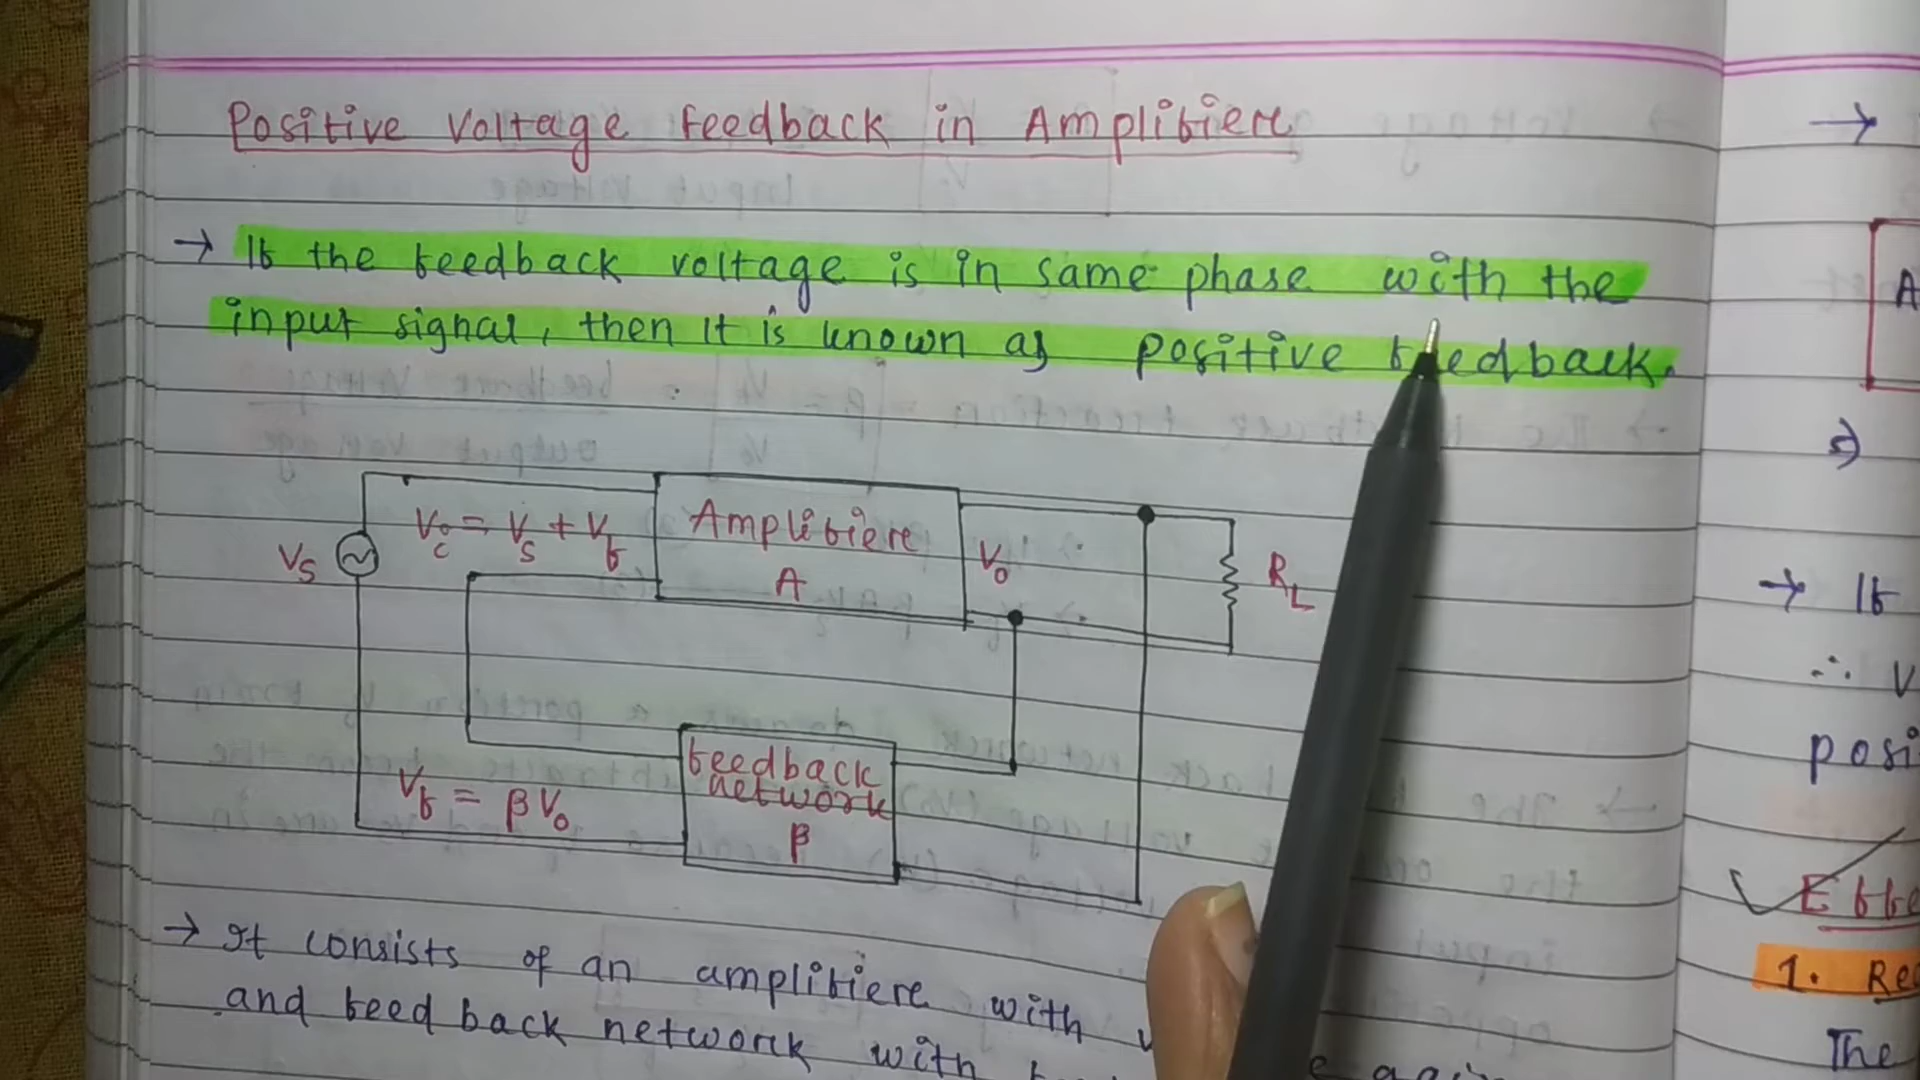 Positive Voltage Feedback in Amplifiere
→ If the feedback voltage is in same phase with the
input signal, then it is known as positive feedback.
Vi = Vs + Vf
Amplifiere
A
Vs
Vo
RL
feedback
network
β
Vf = βVo
→ It consists of an amplifiere with
and feed back network with
→
A
→ If
∴ V
posi
Effe
1. Re
The